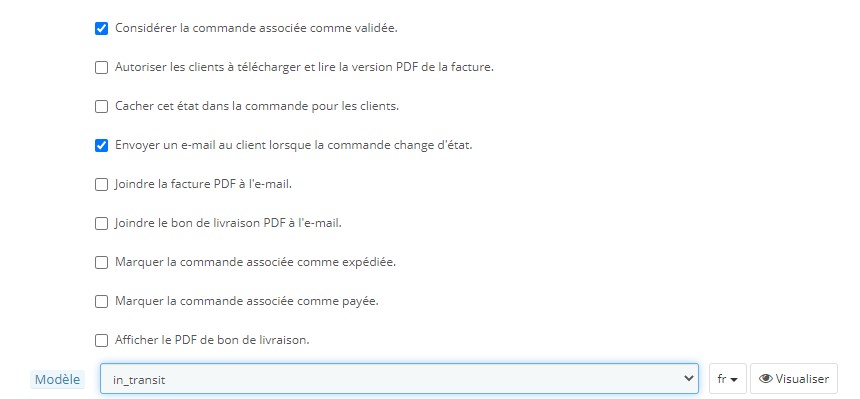 Considérer la commande associée comme validée.
Autoriser les clients à télécharger et lire la version PDF de la facture.
Cacher cet état dans la commande pour les clients.
Envoyer un e-mail au client lorsque la commande change d'état.
Joindre la facture PDF à l'e-mail.
Joindre le bon de livraison PDF à l'e-mail.
Marquer la commande associée comme expédiée.
Marquer la commande associée comme payée.
Afficher le PDF de bon de livraison.
Modèle in_transit fr Visualiser